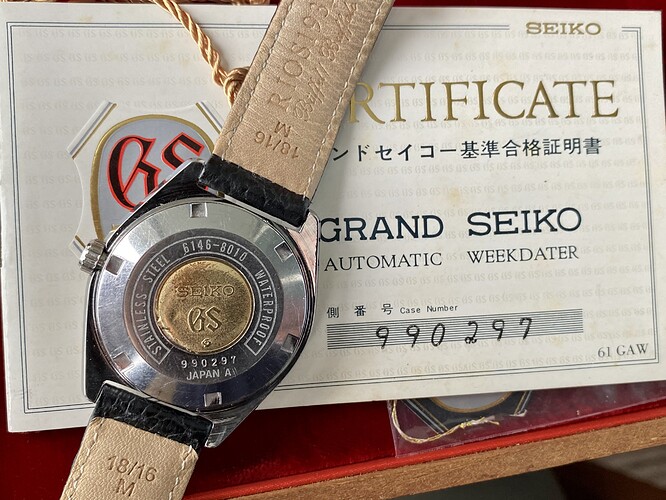 SEIKO
RTIFICATE
ンドセイコー基準合格証明書
GRAND SEIKO
AUTOMATIC WEEKDATER
側番号 Case Number
990297
61 GAW
GS
RIOS1931
18/16
M
STAINLESS STEEL 6146-8010 WATERPROOF
SEIKO
GS
990297
JAPAN A
18/16
M